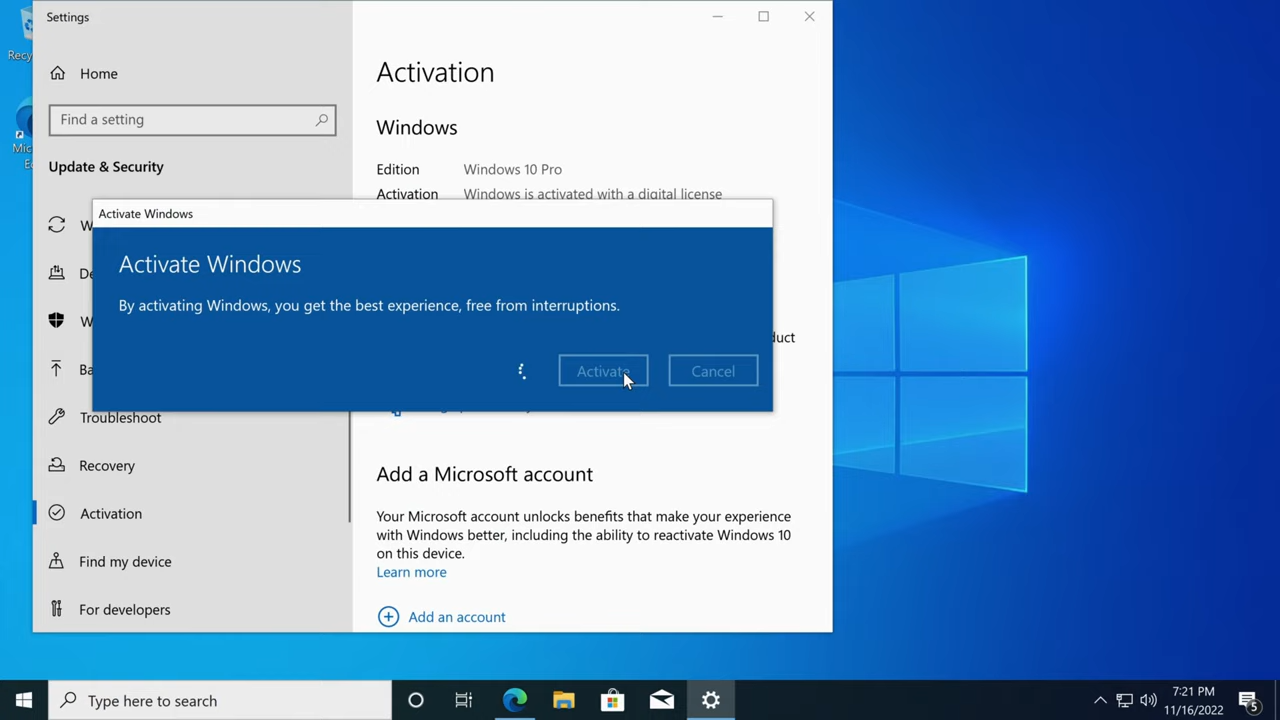 Settings
Home
Find a setting
Update & Security
Troubleshoot
Recovery
Activation
Find my device
For developers
Activation
Windows
Edition Windows 10 Pro
Activation Windows is activated with a digital license
Activate Windows
Activate Windows
By activating Windows, you get the best experience, free from interruptions.
Activate Cancel
Add a Microsoft account
Your Microsoft account unlocks benefits that make your experience
with Windows better, including the ability to reactivate Windows 10
on this device.
Learn more
Add an account
Type here to search
7:21 PM
11/16/2022
5